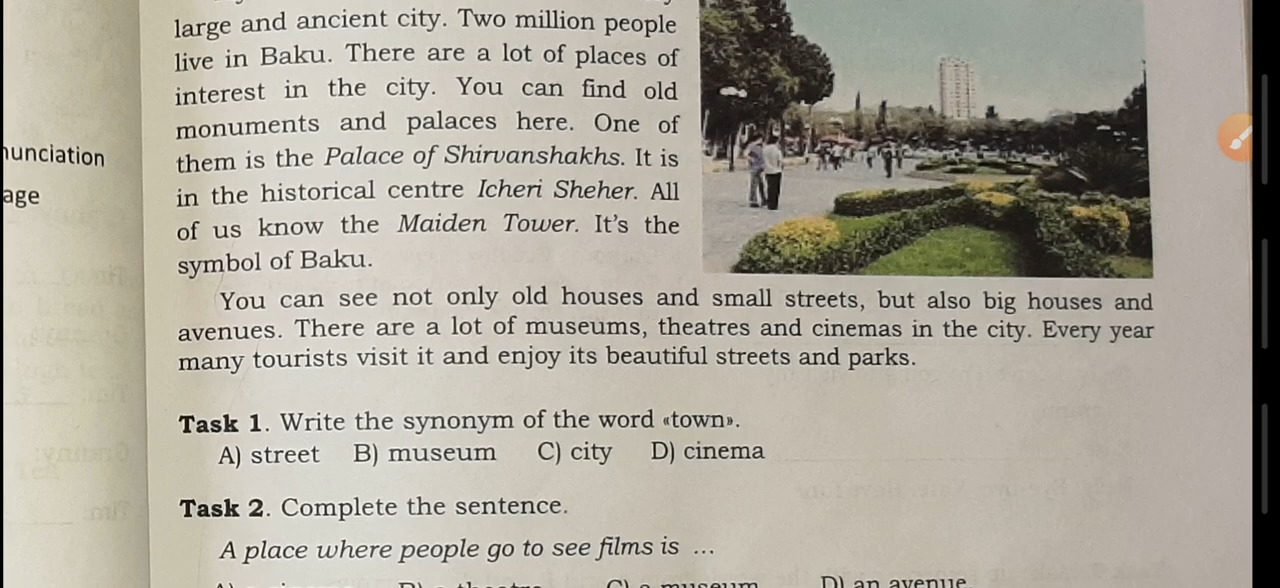 large and ancient city. Two million people
live in Baku. There are a lot of places of
interest in the city. You can find old
monuments and palaces here. One of
them is the Palace of Shirvanshakhs. It is
in the historical centre Icheri Sheher. All
of us know the Maiden Tower. It's the
symbol of Baku.
You can see not only old houses and small streets, but also big houses and
avenues. There are a lot of museums, theatres and cinemas in the city. Every year
many tourists visit it and enjoy its beautiful streets and parks.
Task 1. Write the synonym of the word «town».
A) street B) museum C) city D) cinema
Task 2. Complete the sentence.
A place where people go to see films is ...
C) a museum D) an avenue